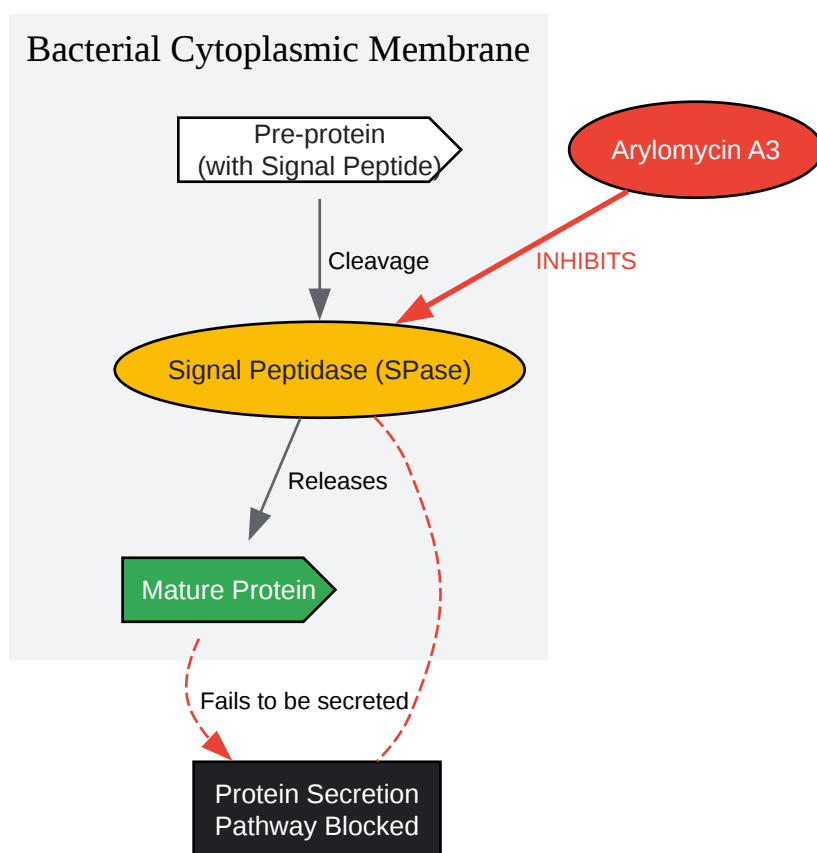 Bacterial Cytoplasmic Membrane
Pre-protein
(with Signal Peptide)
Arylomycin A3
Cleavage
INHIBITS
Signal Peptidase (SPase)
Releases
Mature Protein
Fails to be secreted
Protein Secretion
Pathway Blocked